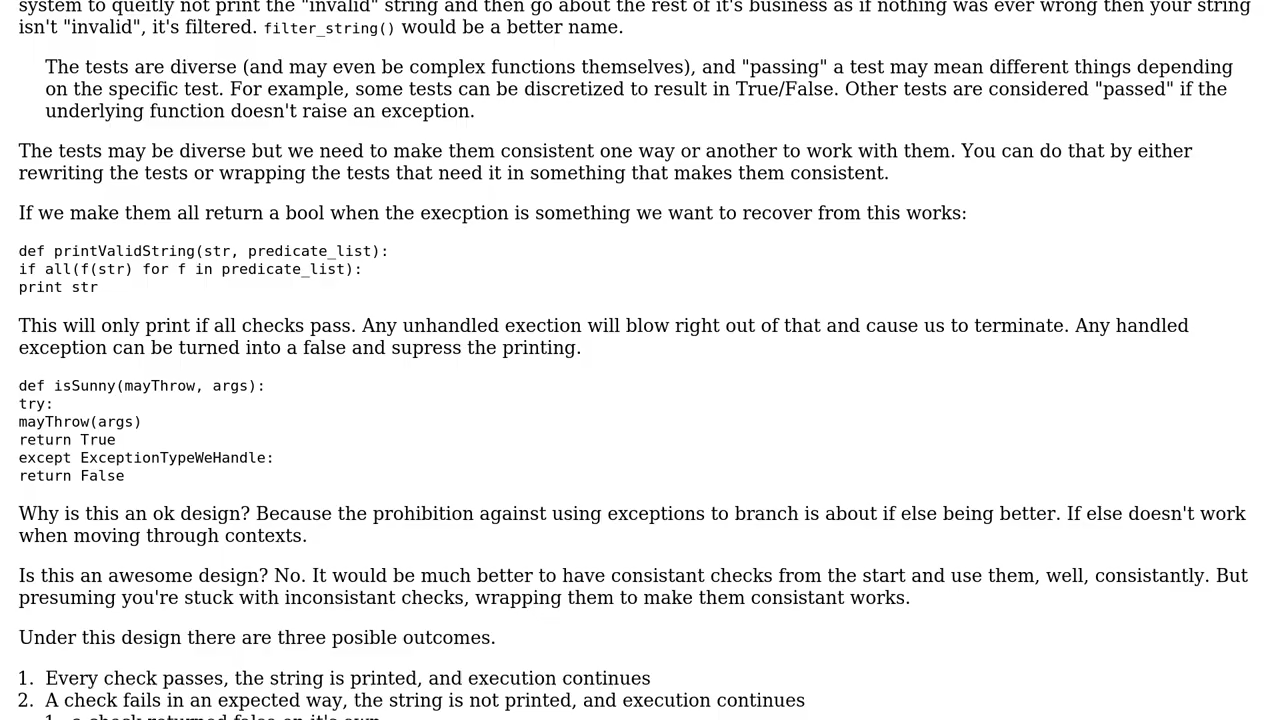 system to queitly not print the "invalid" string and then go about the rest of it's business as if nothing was ever wrong then your string
isn't "invalid", it's filtered. filter_string() would be a better name.
The tests are diverse (and may even be complex functions themselves), and "passing" a test may mean different things depending
on the specific test. For example, some tests can be discretized to result in True/False. Other tests are considered "passed" if the
underlying function doesn't raise an exception.
The tests may be diverse but we need to make them consistent one way or another to work with them. You can do that by either
rewriting the tests or wrapping the tests that need it in something that makes them consistent.
If we make them all return a bool when the execption is something we want to recover from this works:
def printValidString(str, predicate_list):
if all(f(str) for f in predicate_list):
print str
This will only print if all checks pass. Any unhandled exection will blow right out of that and cause us to terminate. Any handled
exception can be turned into a false and supress the printing.
def isSunny(mayThrow, args):
try:
mayThrow(args)
return True
except ExceptionTypeWeHandle:
return False
Why is this an ok design? Because the prohibition against using exceptions to branch is about if else being better. If else doesn't work
when moving through contexts.
Is this an awesome design? No. It would be much better to have consistant checks from the start and use them, well, consistantly. But
presuming you're stuck with inconsistant checks, wrapping them to make them consistant works.
Under this design there are three posible outcomes.
1. Every check passes, the string is printed, and execution continues
2. A check fails in an expected way, the string is not printed, and execution continues
1. a check returned false on it's own